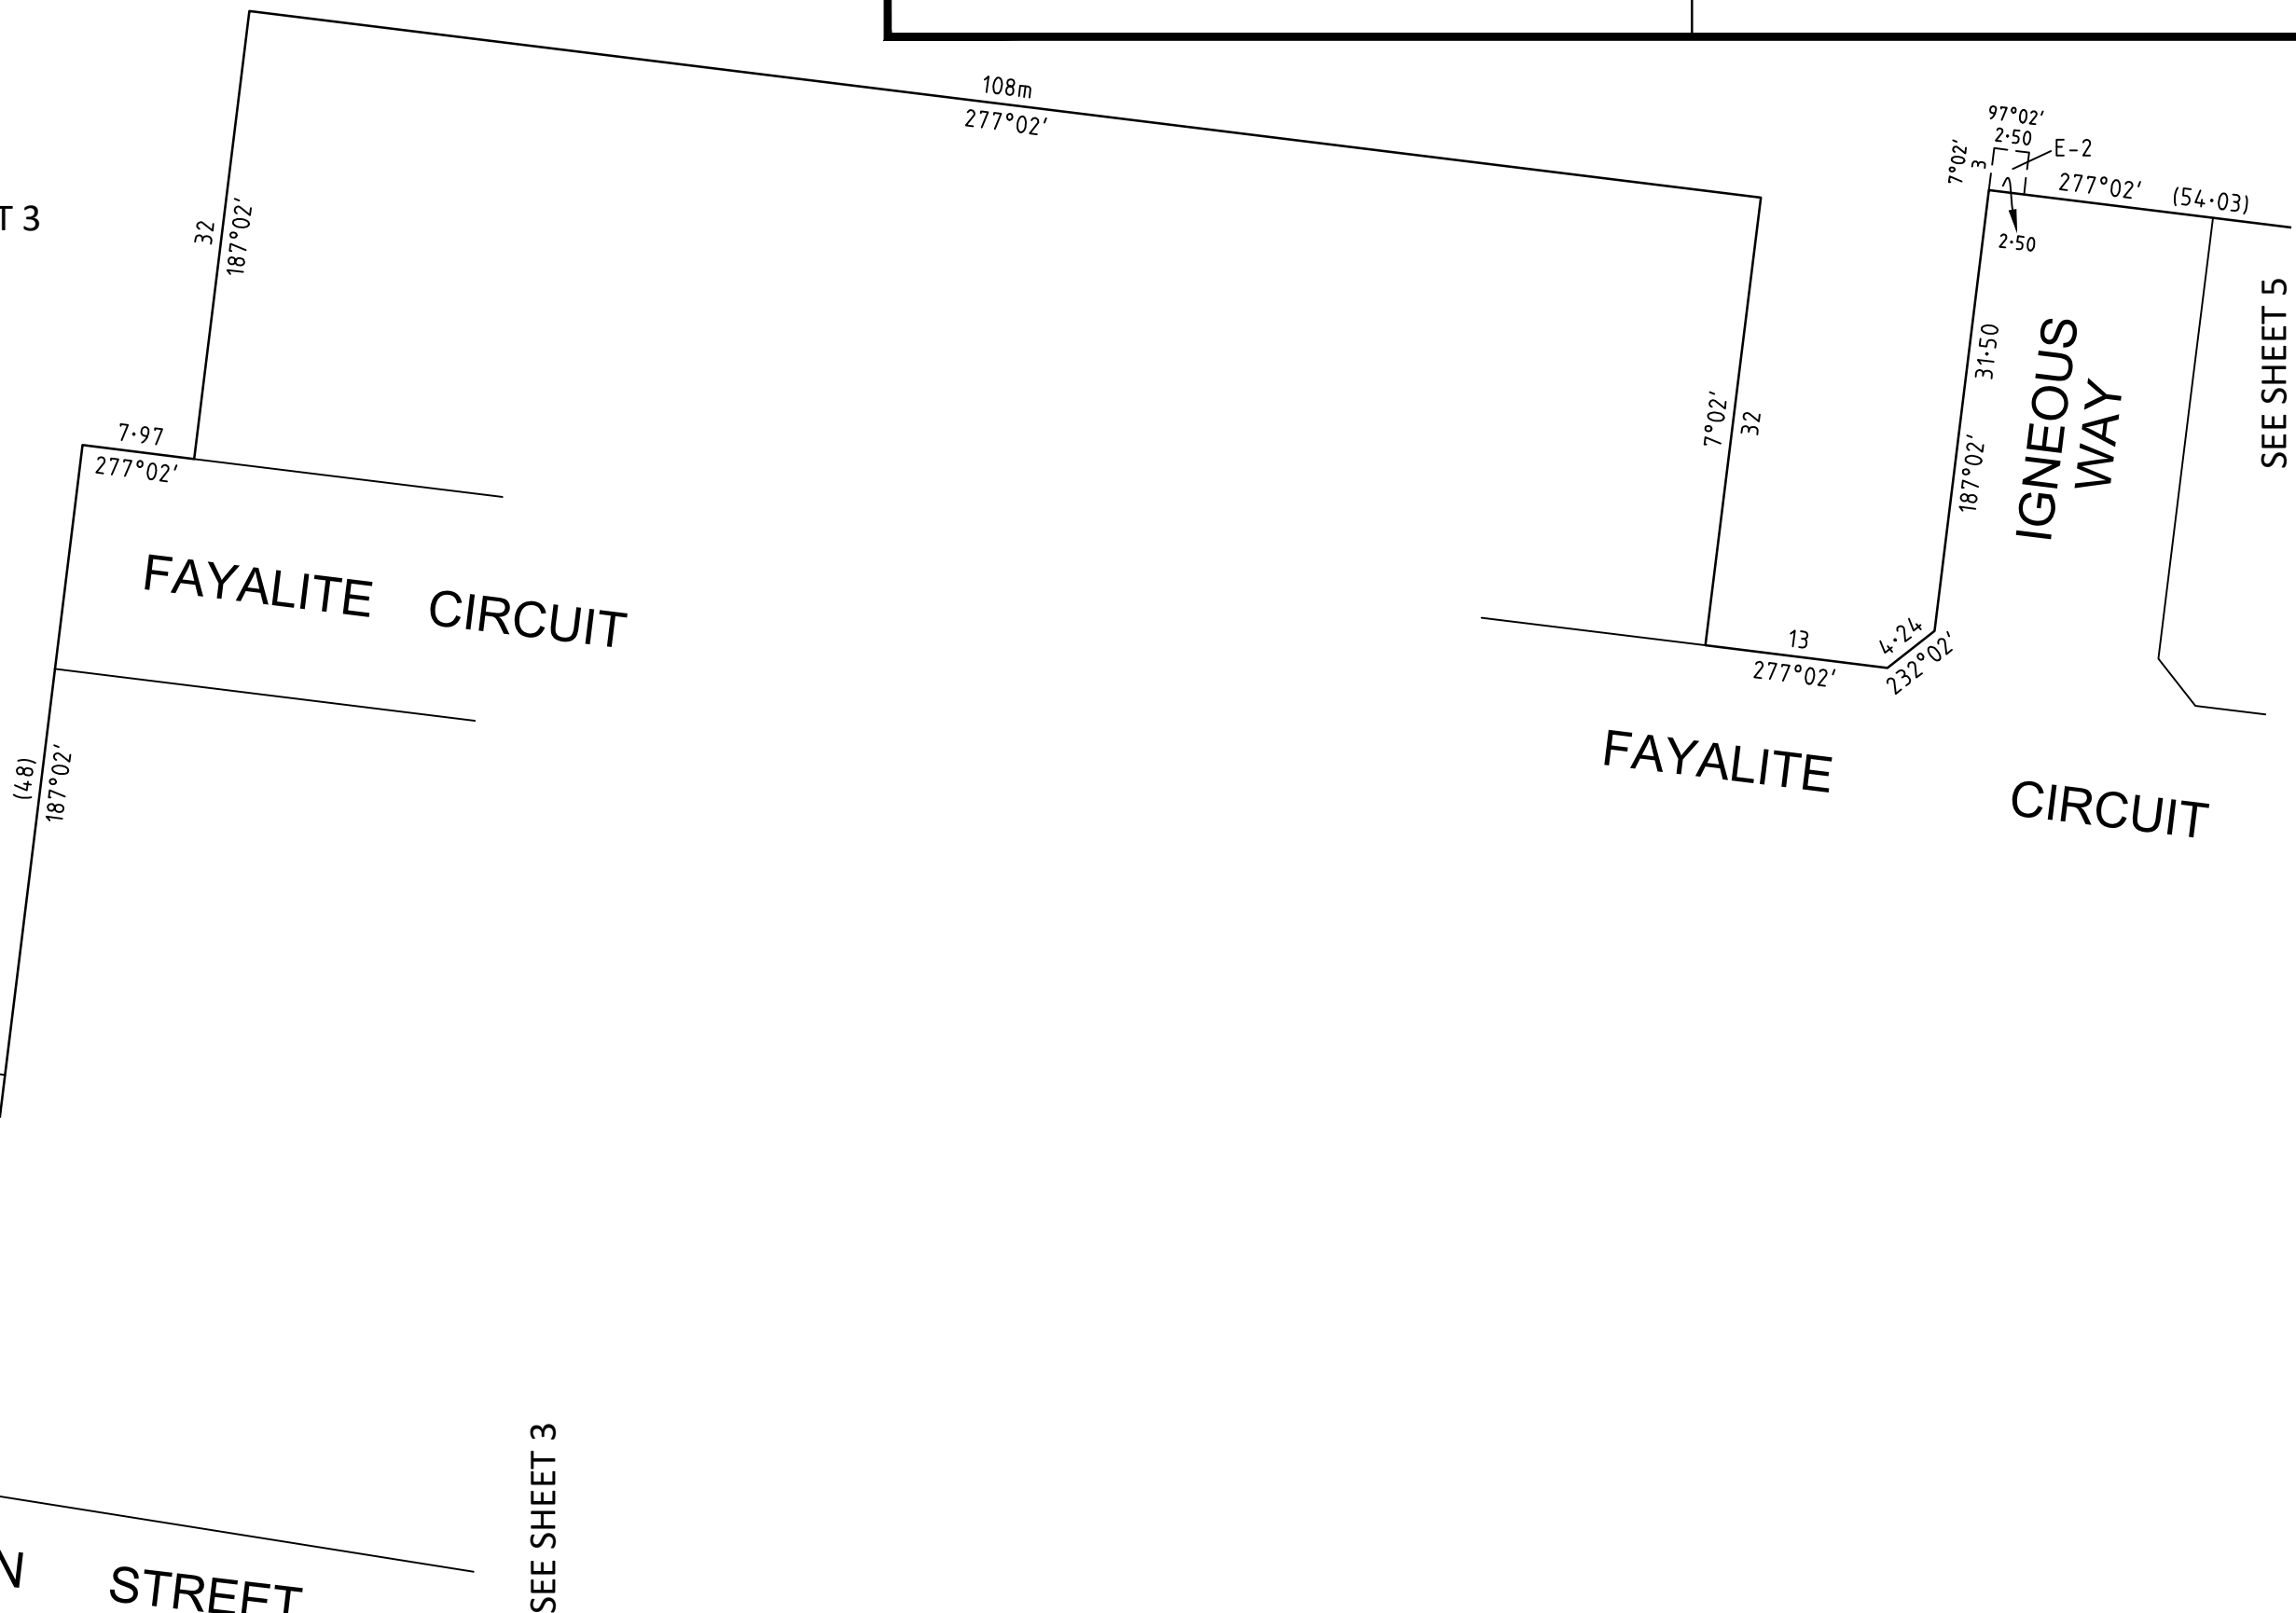 108m
277°02'
97°02'
2·50
E-2
7°02'
3
277°02'
(54·03)
2·50
T 3
32
187°02'
SEE SHEET 5
31·50
187°02'
IGNEOUS
WAY
7°02'
32
7·97
277°02'
FAYALITE CIRCUIT
13
277°02'
4·24
232°02'
FAYALITE CIRCUIT
(48)
187°02'
SEE SHEET 3
N STREET